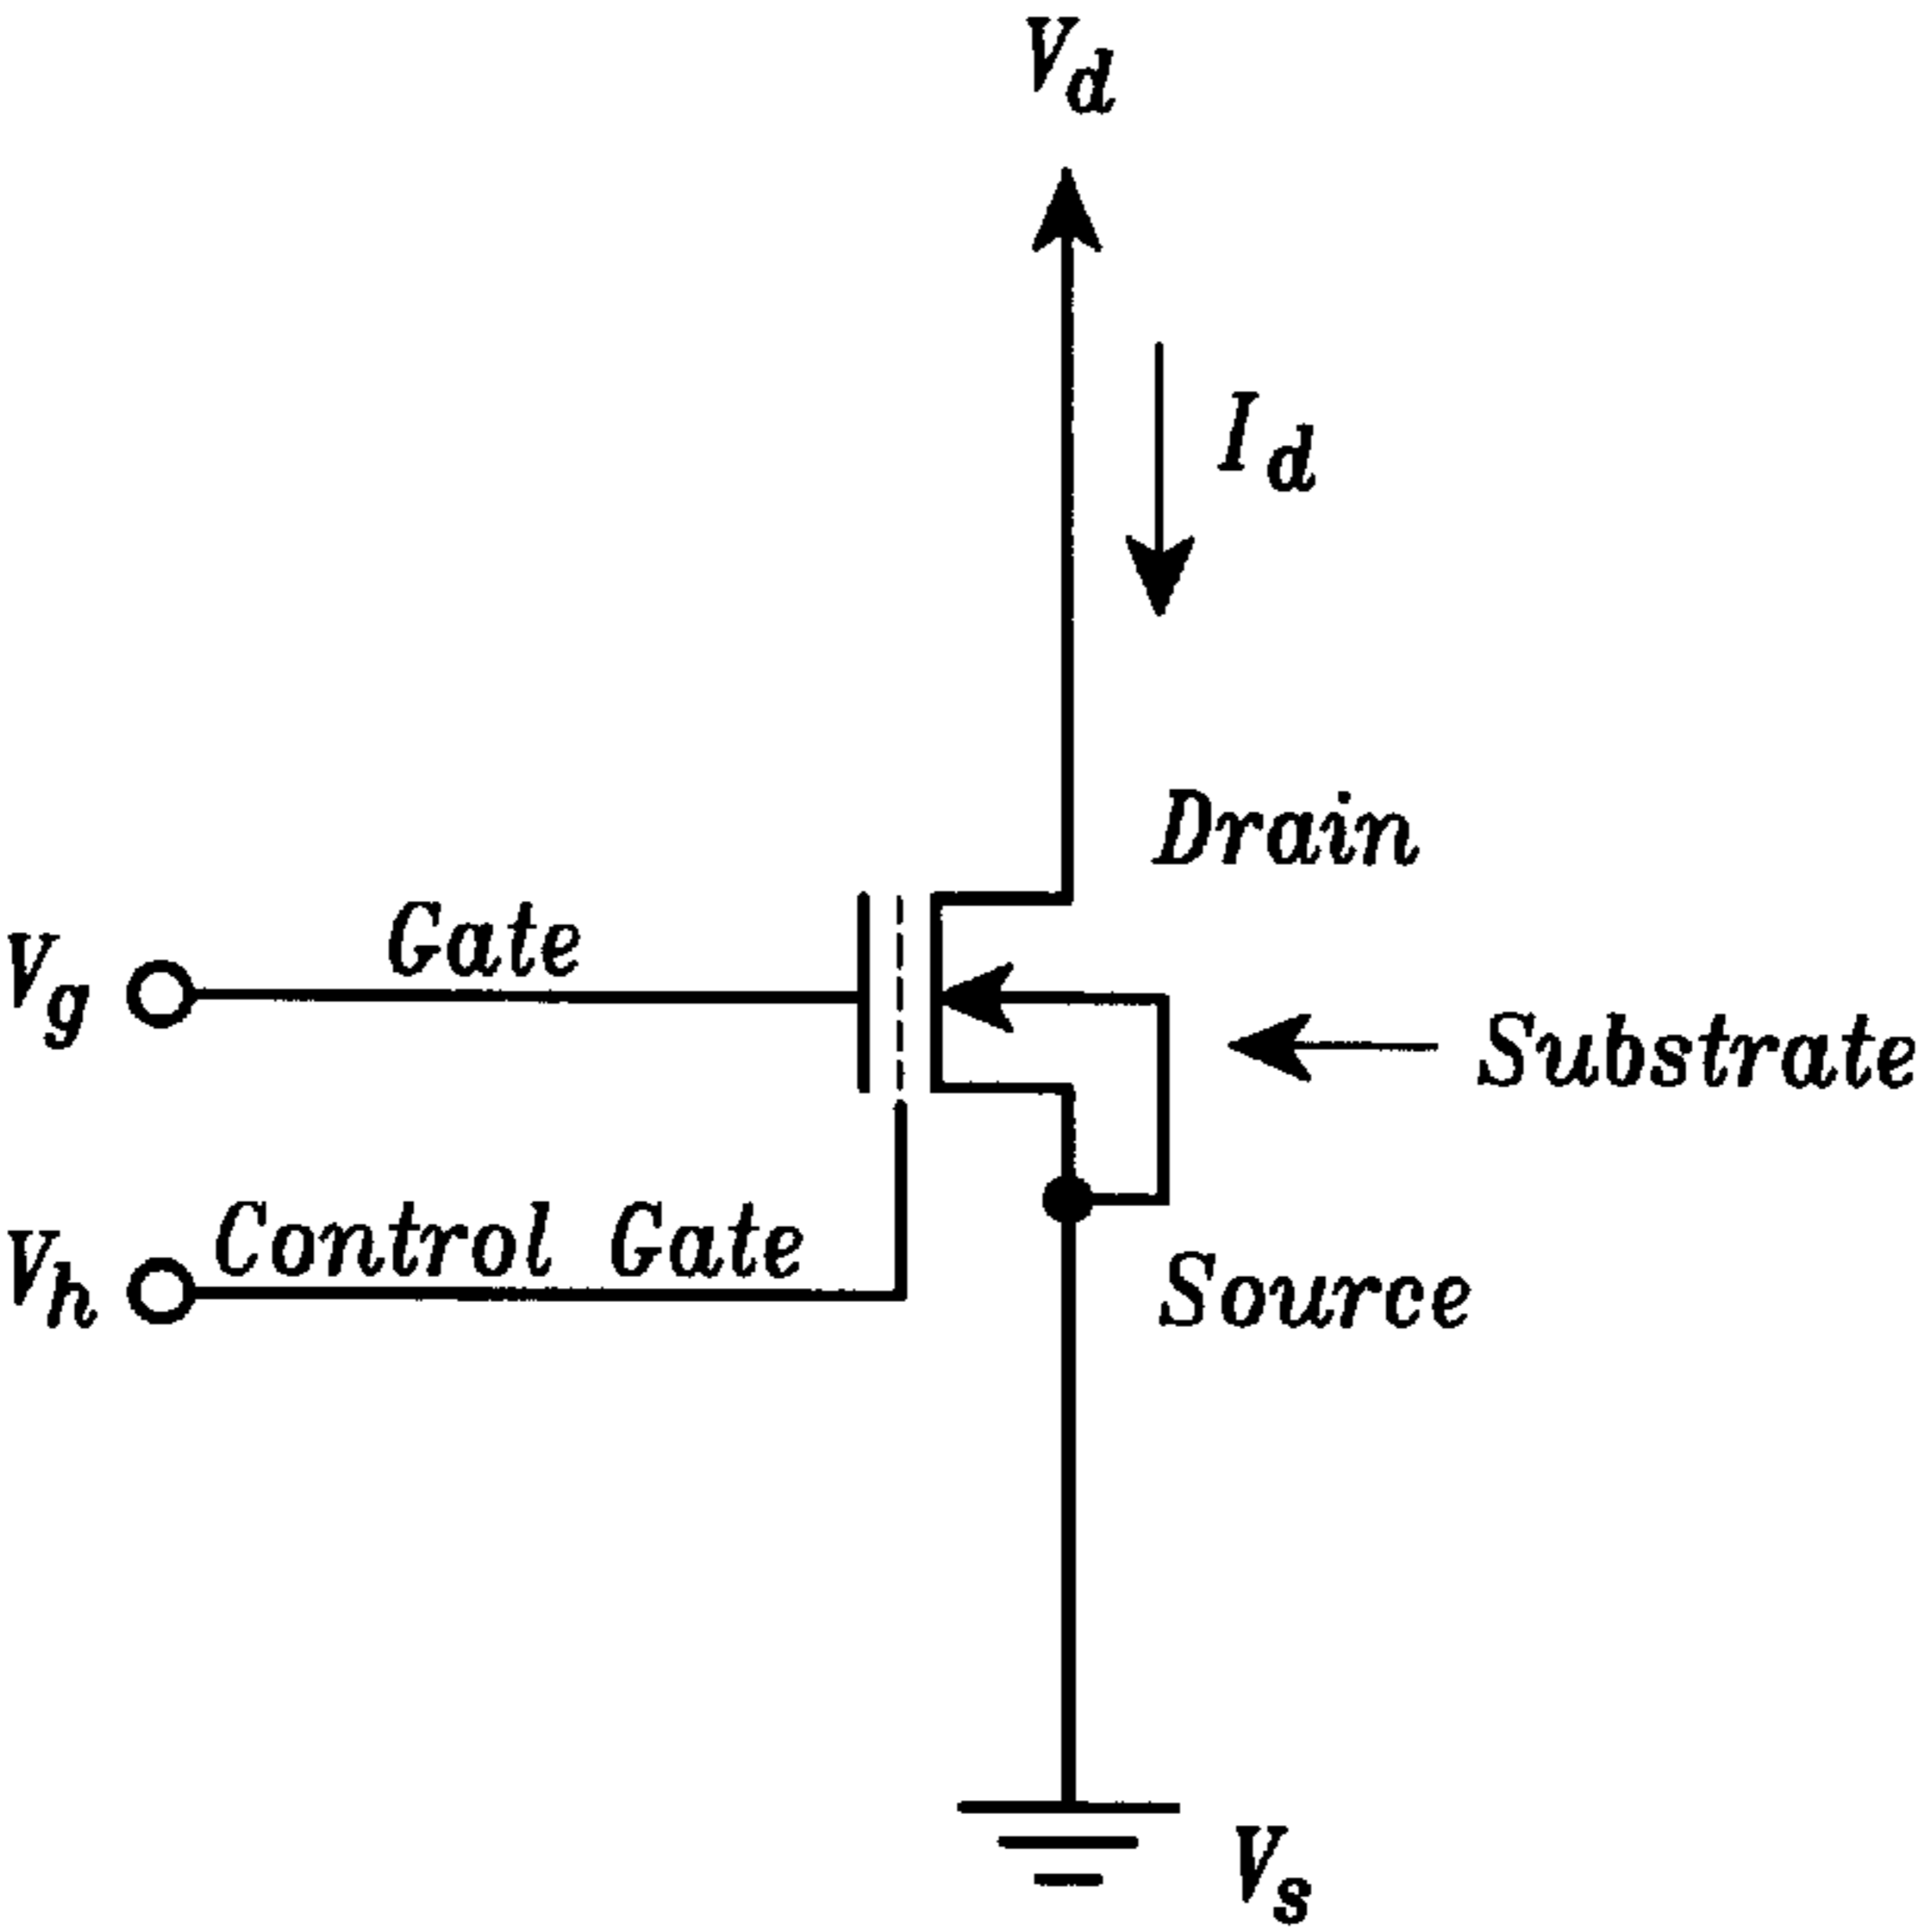 Vd
Id
Drain
Gate
Vg
Substrate
Control Gate
Vh
Source
Vs